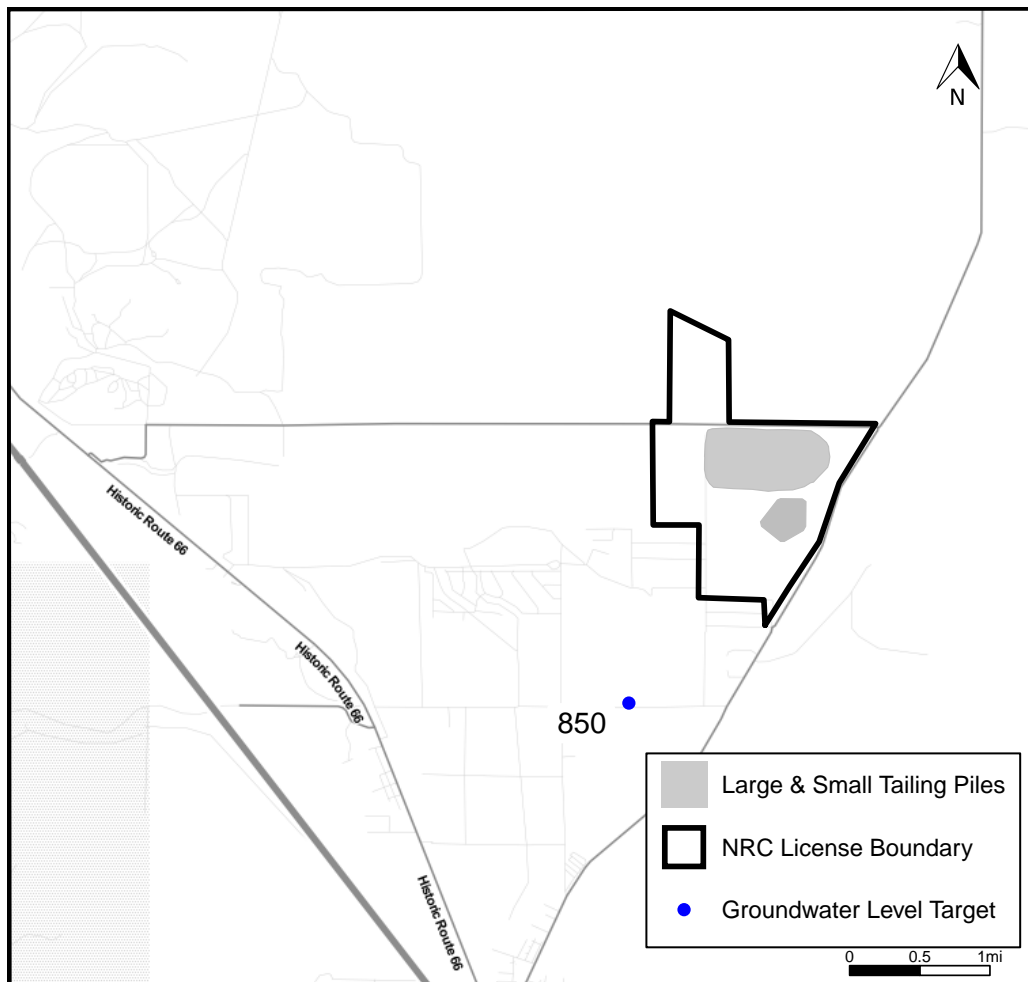 N
Historic Route 66
Historic Route 66
850
Large & Small Tailing Piles
NRC License Boundary
Historic Route 66
Groundwater Level Target
0 0.5 1mi